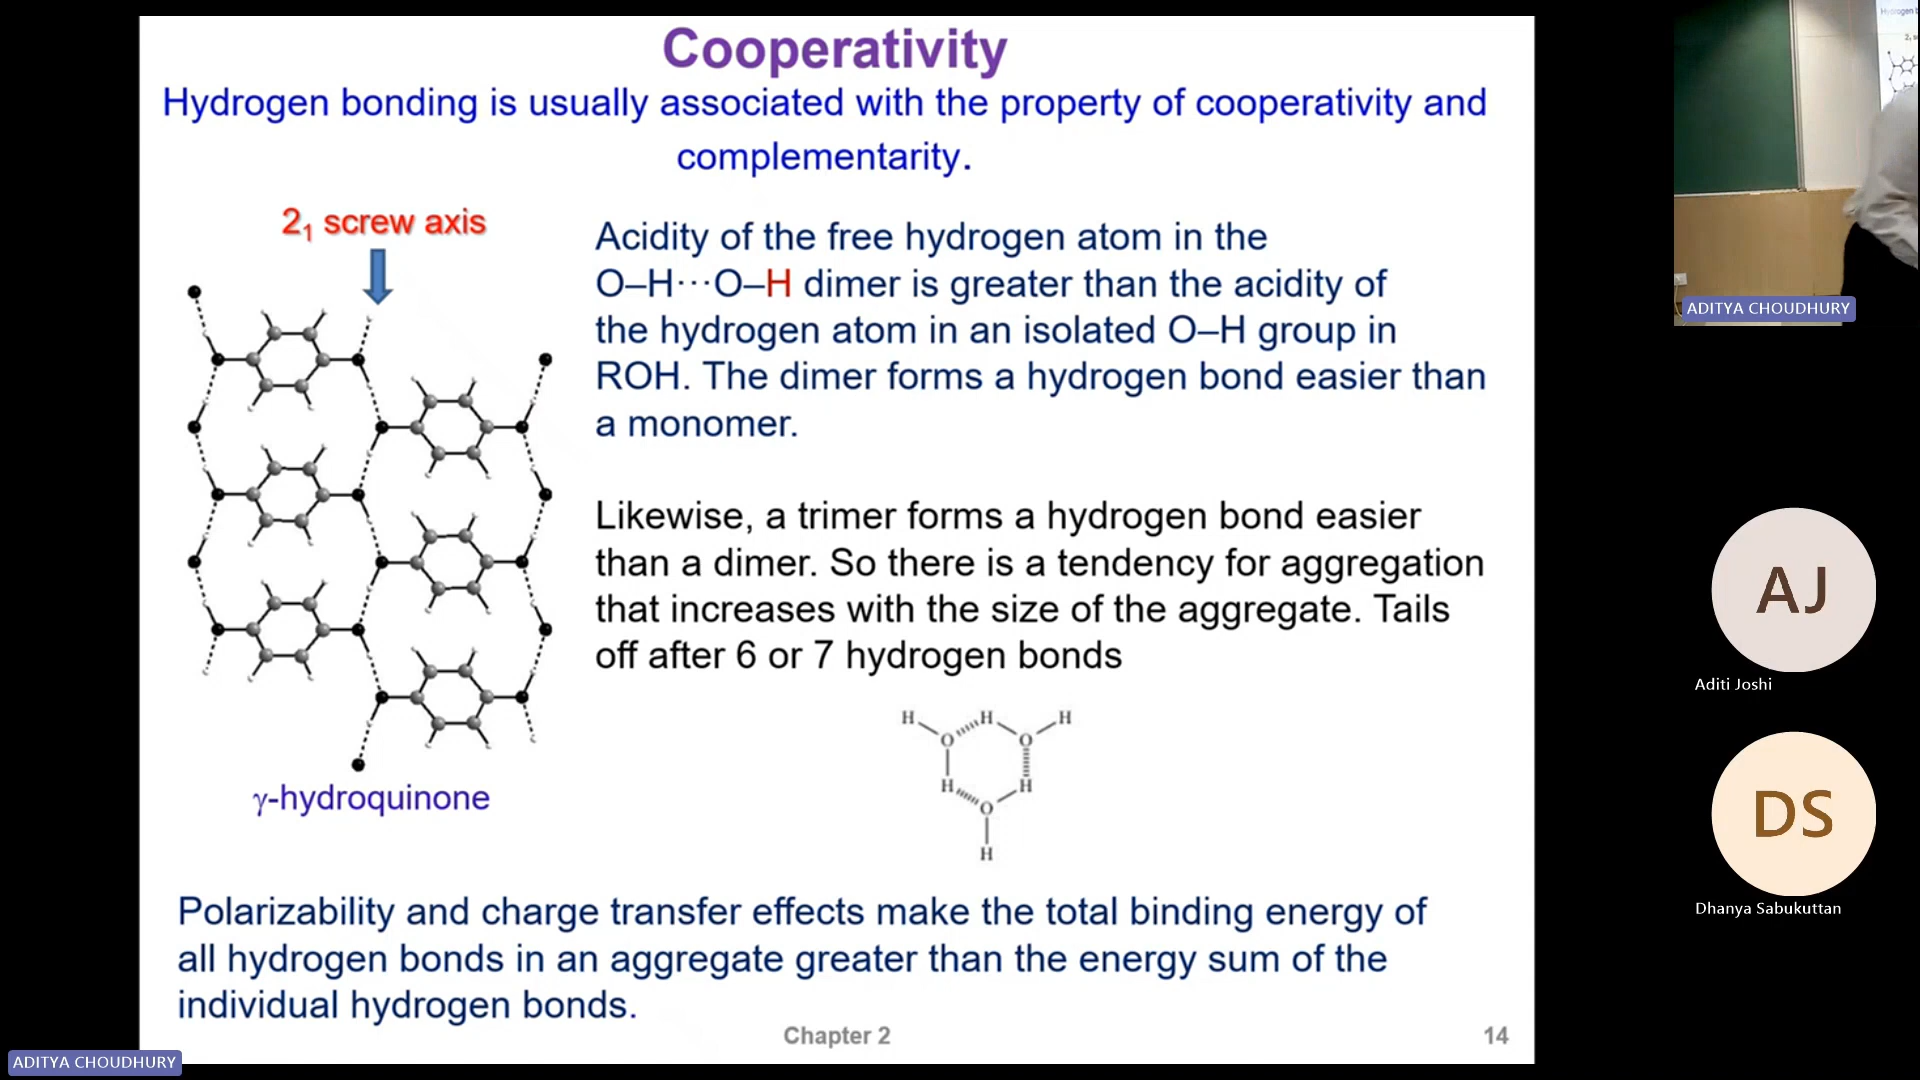 Cooperativity
Hydrogen bonding is usually associated with the property of cooperativity and
complementarity.
2₁ screw axis
Acidity of the free hydrogen atom in the
O–H···O–H dimer is greater than the acidity of
the hydrogen atom in an isolated O–H group in
ROH. The dimer forms a hydrogen bond easier than
a monomer.
Likewise, a trimer forms a hydrogen bond easier
than a dimer. So there is a tendency for aggregation
that increases with the size of the aggregate. Tails
off after 6 or 7 hydrogen bonds
H H H
O O
H H
O
H
γ-hydroquinone
Polarizability and charge transfer effects make the total binding energy of
all hydrogen bonds in an aggregate greater than the energy sum of the
individual hydrogen bonds.
Chapter 2
14
ADITYA CHOUDHURY
ADITYA CHOUDHURY
AJ
Aditi Joshi
DS
Dhanya Sabukuttan